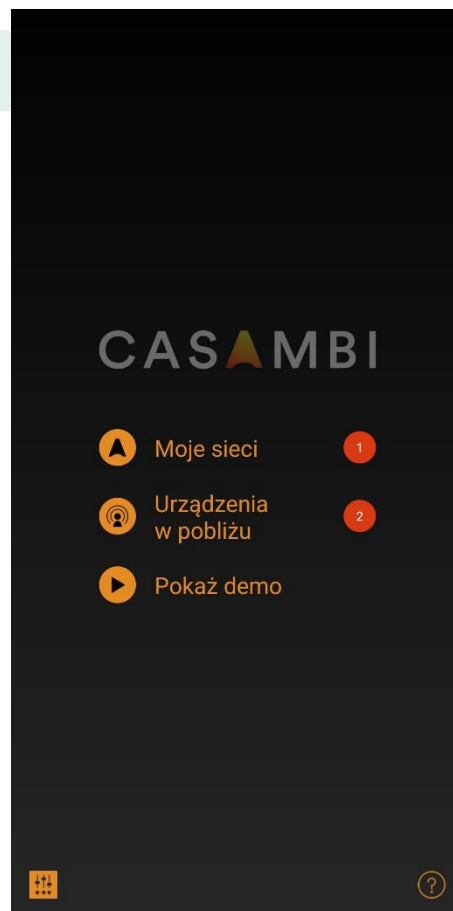 CASAMBI
Moje sieci 1
Urządzenia
w pobliżu 2
Pokaż demo
?